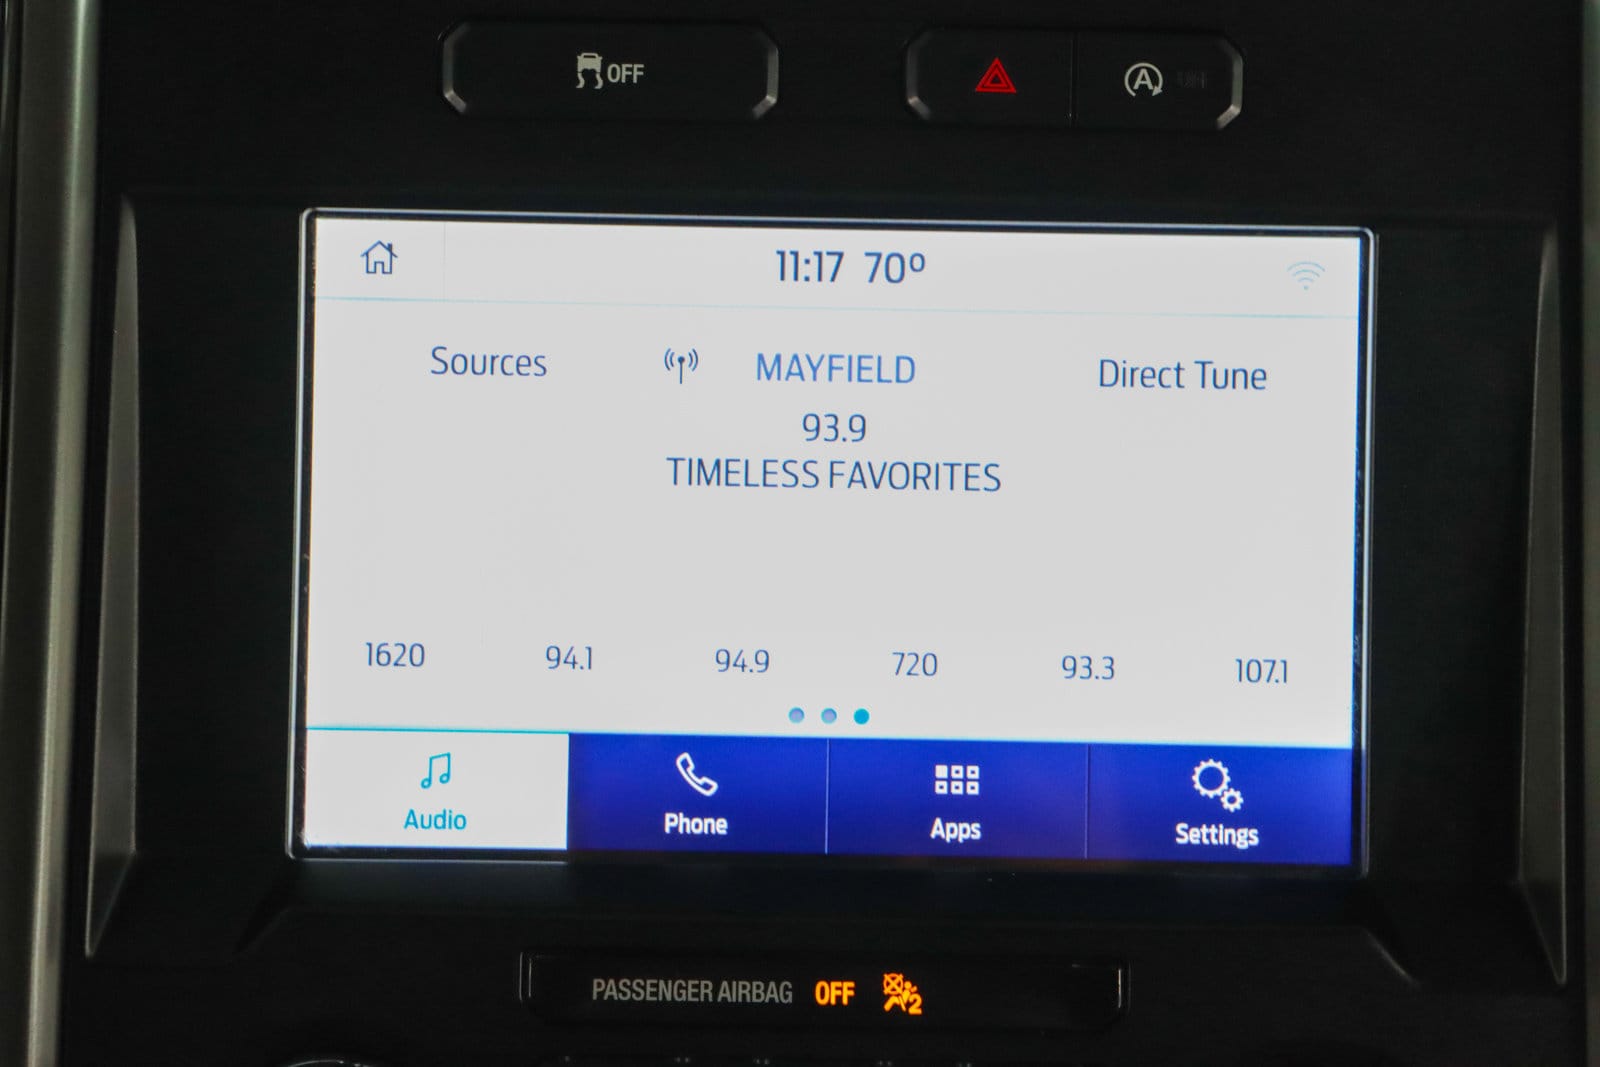 OFF
A
11:17 70º
Sources MAYFIELD Direct Tune
93.9
TIMELESS FAVORITES
1620 94.1 94.9 720 93.3 107.1
Audio Phone Apps Settings
PASSENGER AIRBAG OFF 2